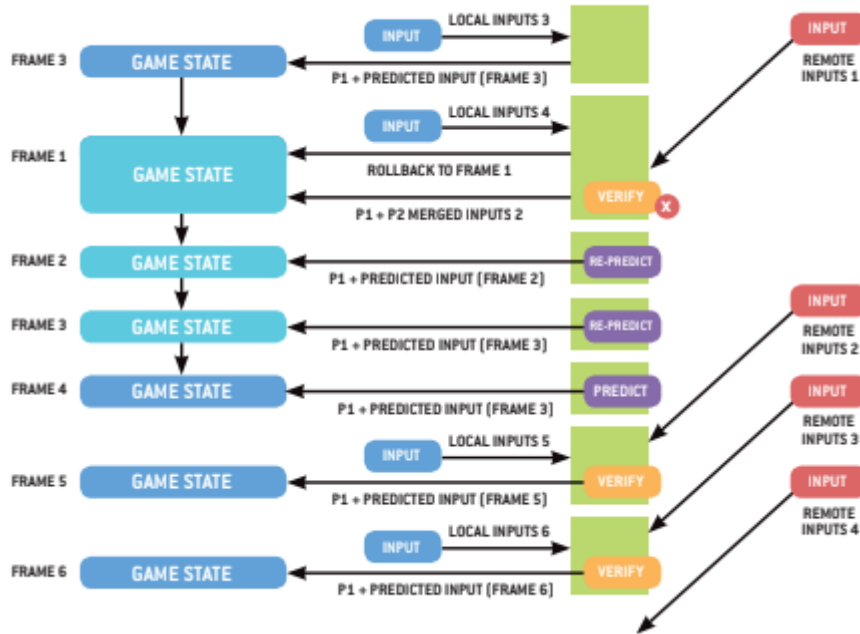 LOCAL INPUTS 3
INPUT
INPUT
FRAME 3
GAME STATE
REMOTE
INPUTS 1
P1 + PREDICTED INPUT (FRAME 3)
LOCAL INPUTS 4
INPUT
FRAME 1
GAME STATE
ROLLBACK TO FRAME 1
VERIFY
X
P1 + P2 MERGED INPUTS 2
FRAME 2
GAME STATE
RE-PREDICT
P1 + PREDICTED INPUT (FRAME 2)
INPUT
FRAME 3
GAME STATE
RE-PREDICT
REMOTE
INPUTS 2
P1 + PREDICTED INPUT (FRAME 3)
FRAME 4
GAME STATE
PREDICT
INPUT
P1 + PREDICTED INPUT (FRAME 3)
REMOTE
INPUTS 3
LOCAL INPUTS 5
INPUT
FRAME 5
GAME STATE
VERIFY
INPUT
P1 + PREDICTED INPUT (FRAME 5)
REMOTE
INPUTS 4
LOCAL INPUTS 6
INPUT
FRAME 6
GAME STATE
VERIFY
P1 + PREDICTED INPUT (FRAME 6)